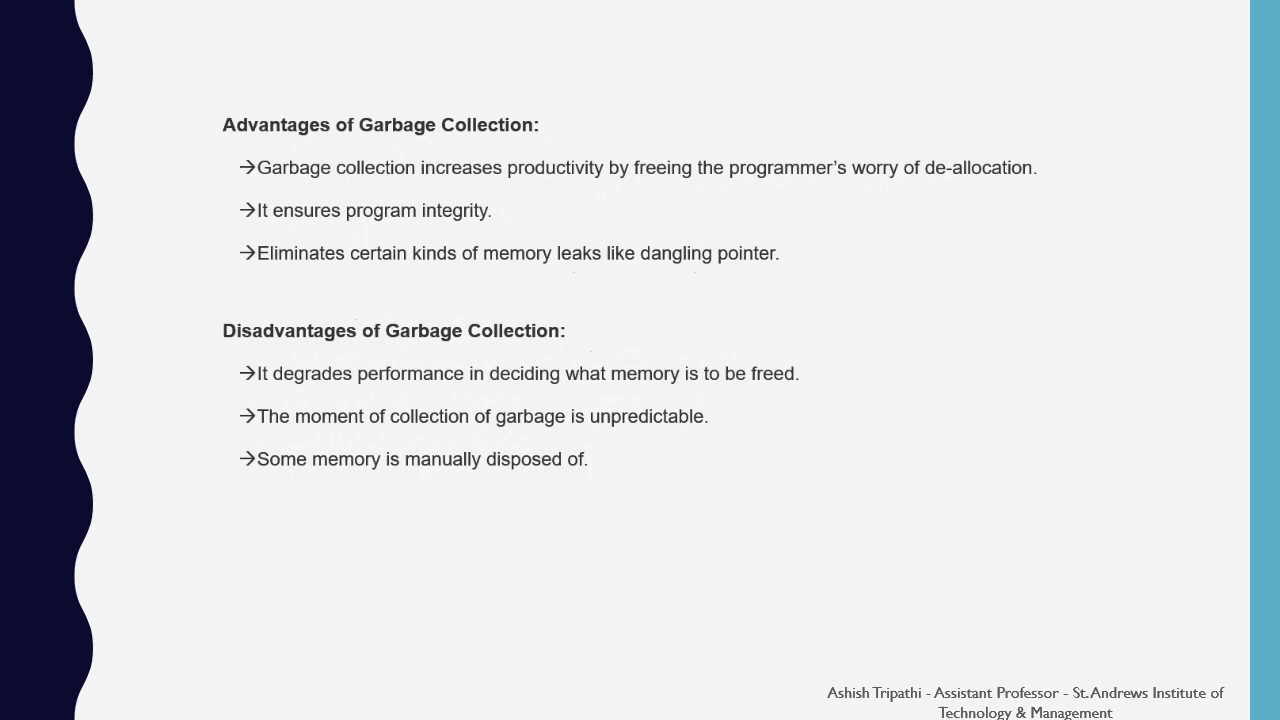 Advantages of Garbage Collection:
→Garbage collection increases productivity by freeing the programmer’s worry of de-allocation.
→It ensures program integrity.
→Eliminates certain kinds of memory leaks like dangling pointer.
Disadvantages of Garbage Collection:
→It degrades performance in deciding what memory is to be freed.
→The moment of collection of garbage is unpredictable.
→Some memory is manually disposed of.
Ashish Tripathi - Assistant Professor - St. Andrews Institute of
Technology & Management